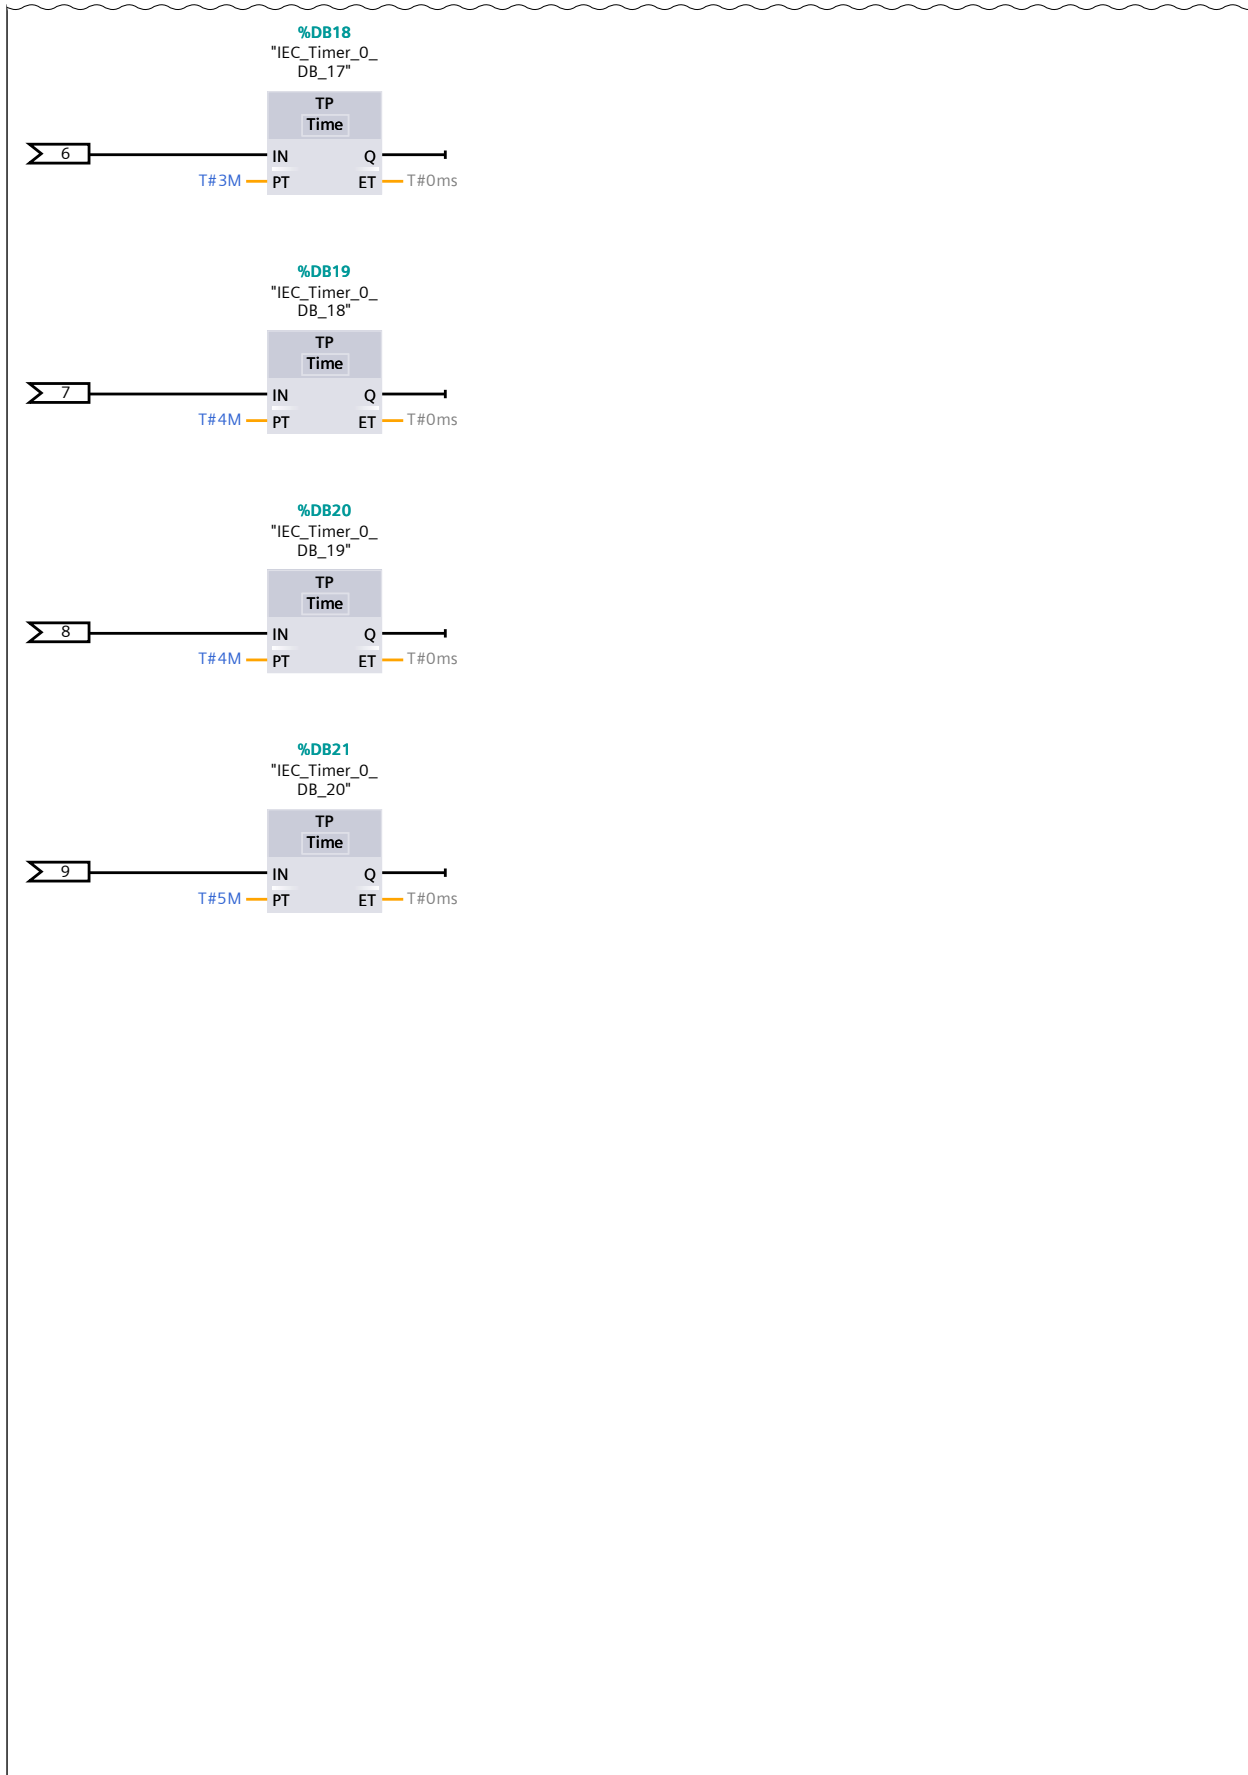 %DB18
"IEC_Timer_0_
DB_17"
TP
Time
6
IN Q
T#3M PT ET T#0ms
%DB19
"IEC_Timer_0_
DB_18"
TP
Time
7
IN Q
T#4M PT ET T#0ms
%DB20
"IEC_Timer_0_
DB_19"
TP
Time
8
IN Q
T#4M PT ET T#0ms
%DB21
"IEC_Timer_0_
DB_20"
TP
Time
9
IN Q
T#5M PT ET T#0ms